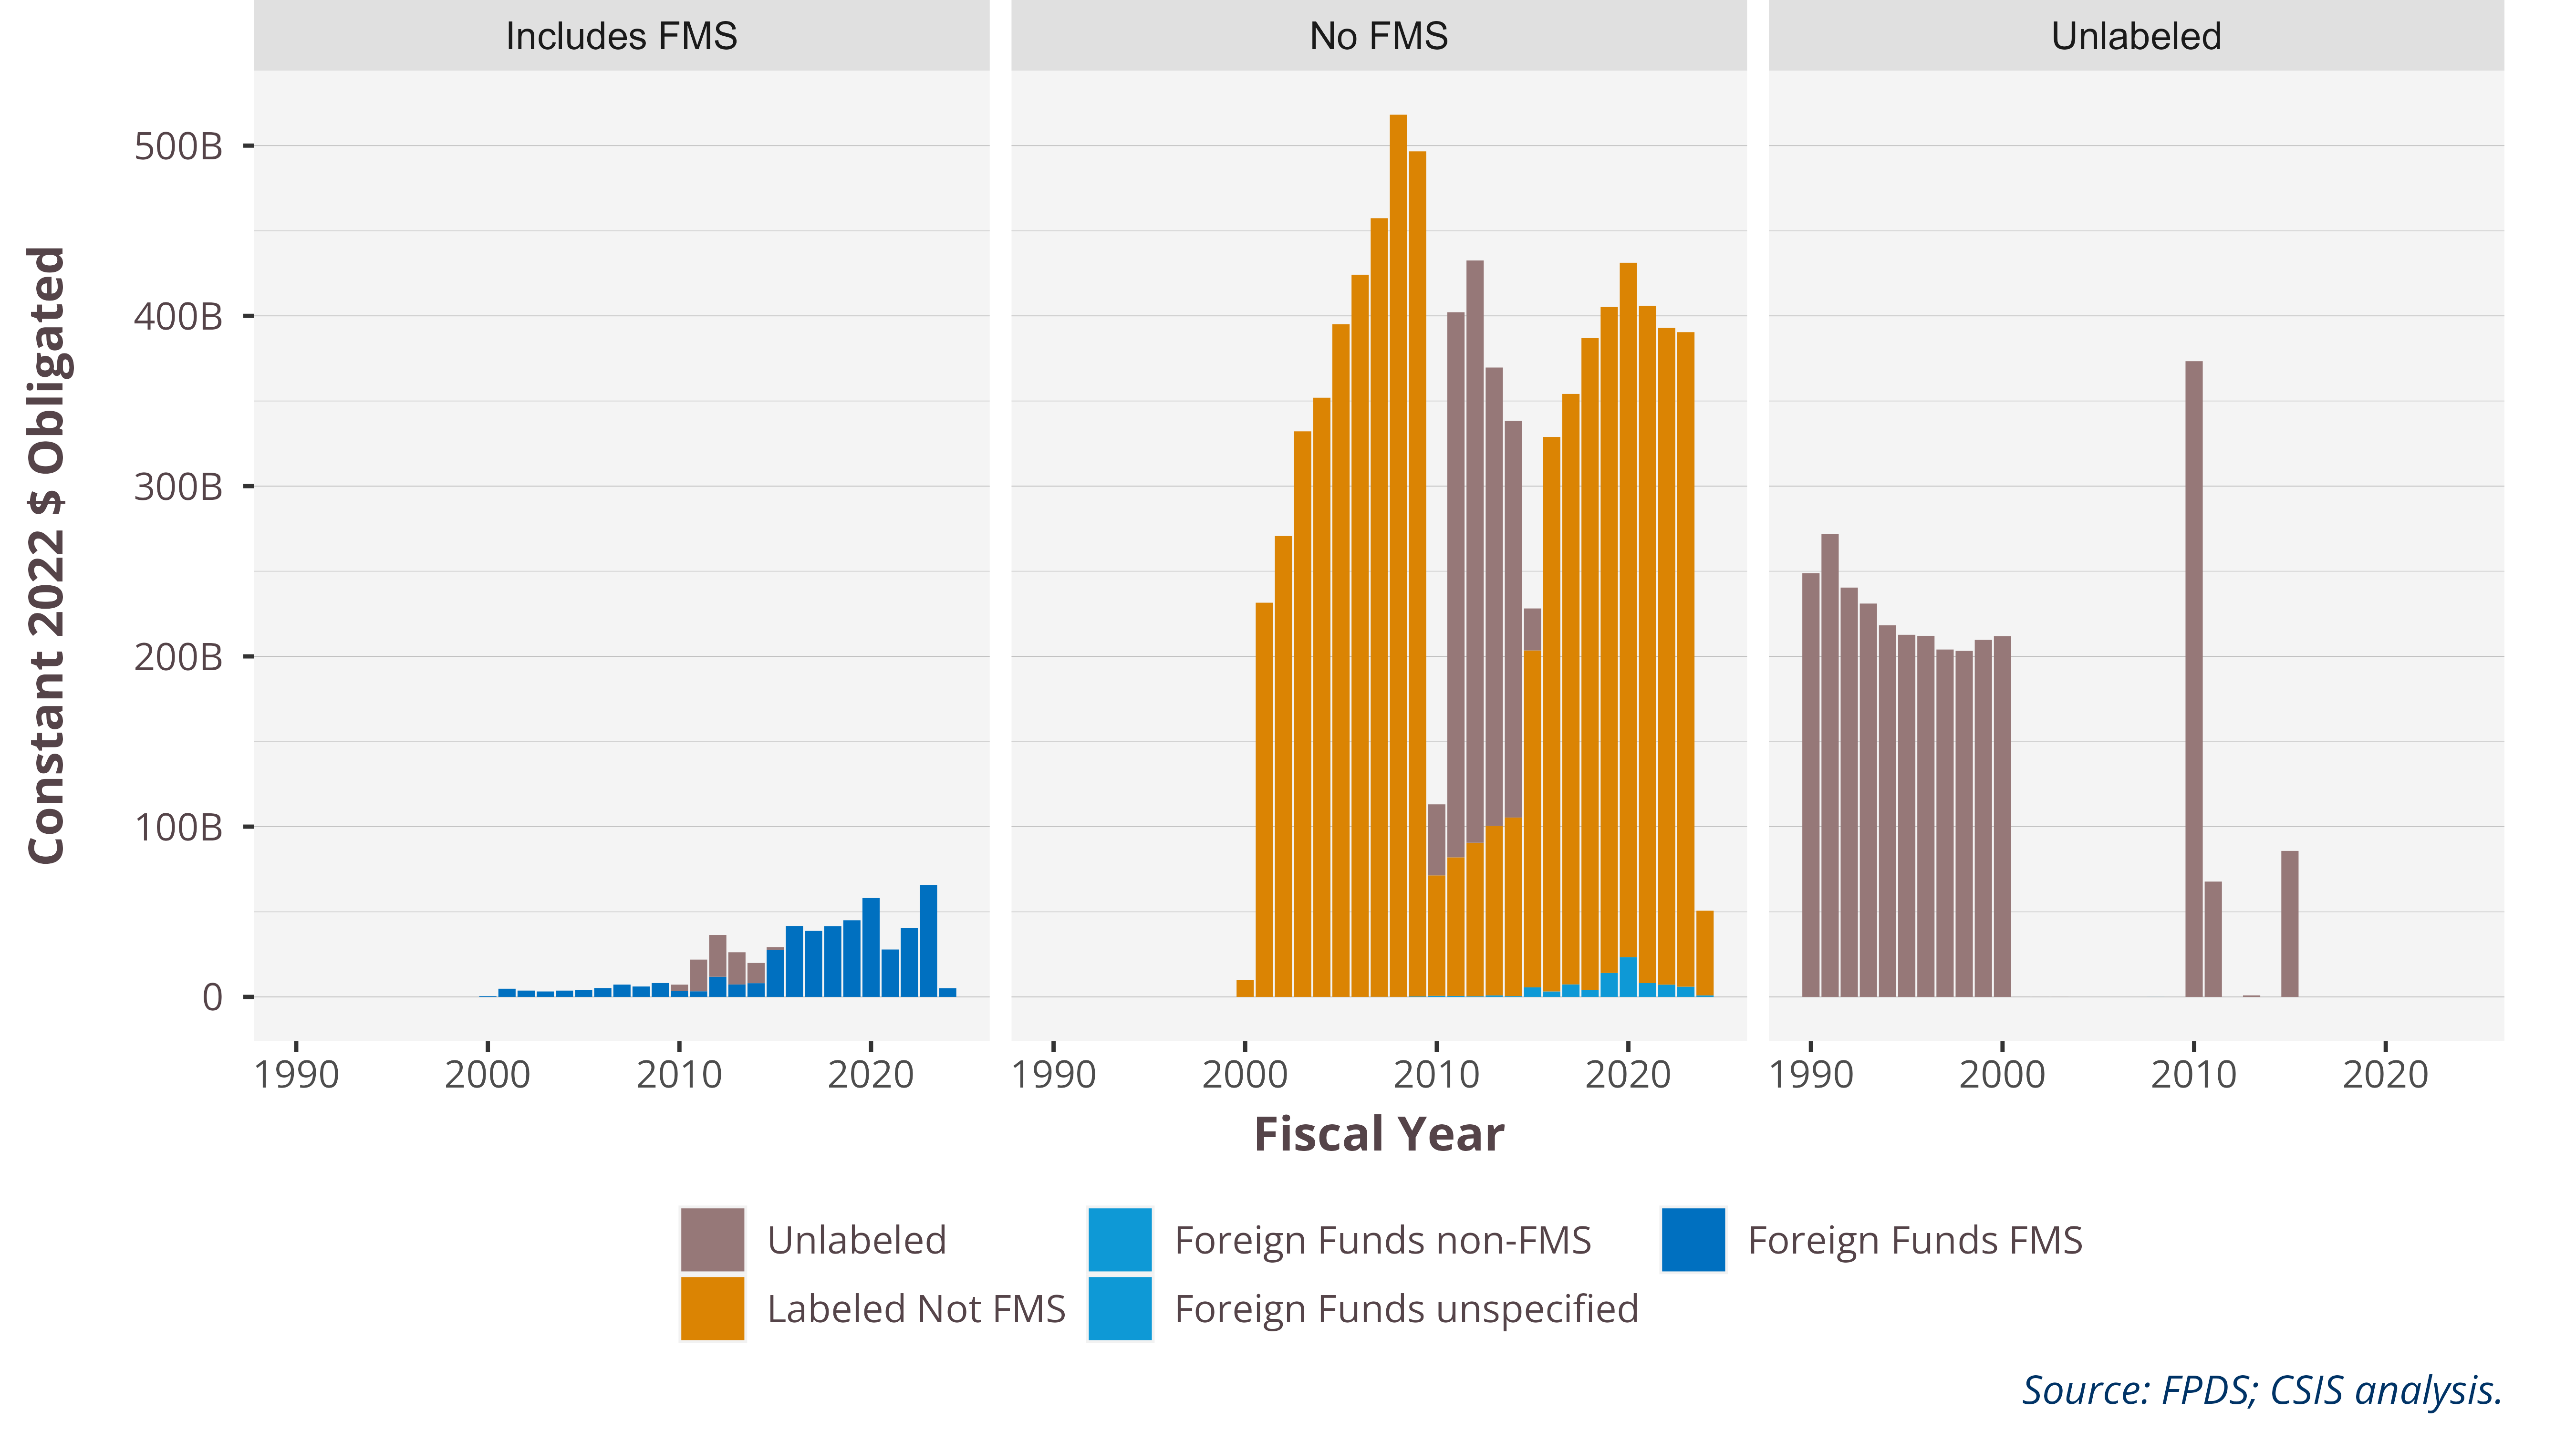 Includes FMS
No FMS
Unlabeled
Constant 2022 $ Obligated
500B
400B
300B
200B
100B
0
1990 2000 2010 2020
1990 2000 2010 2020
1990 2000 2010 2020
Fiscal Year
Unlabeled
Foreign Funds non-FMS
Foreign Funds FMS
Labeled Not FMS
Foreign Funds unspecified
Source: FPDS; CSIS analysis.